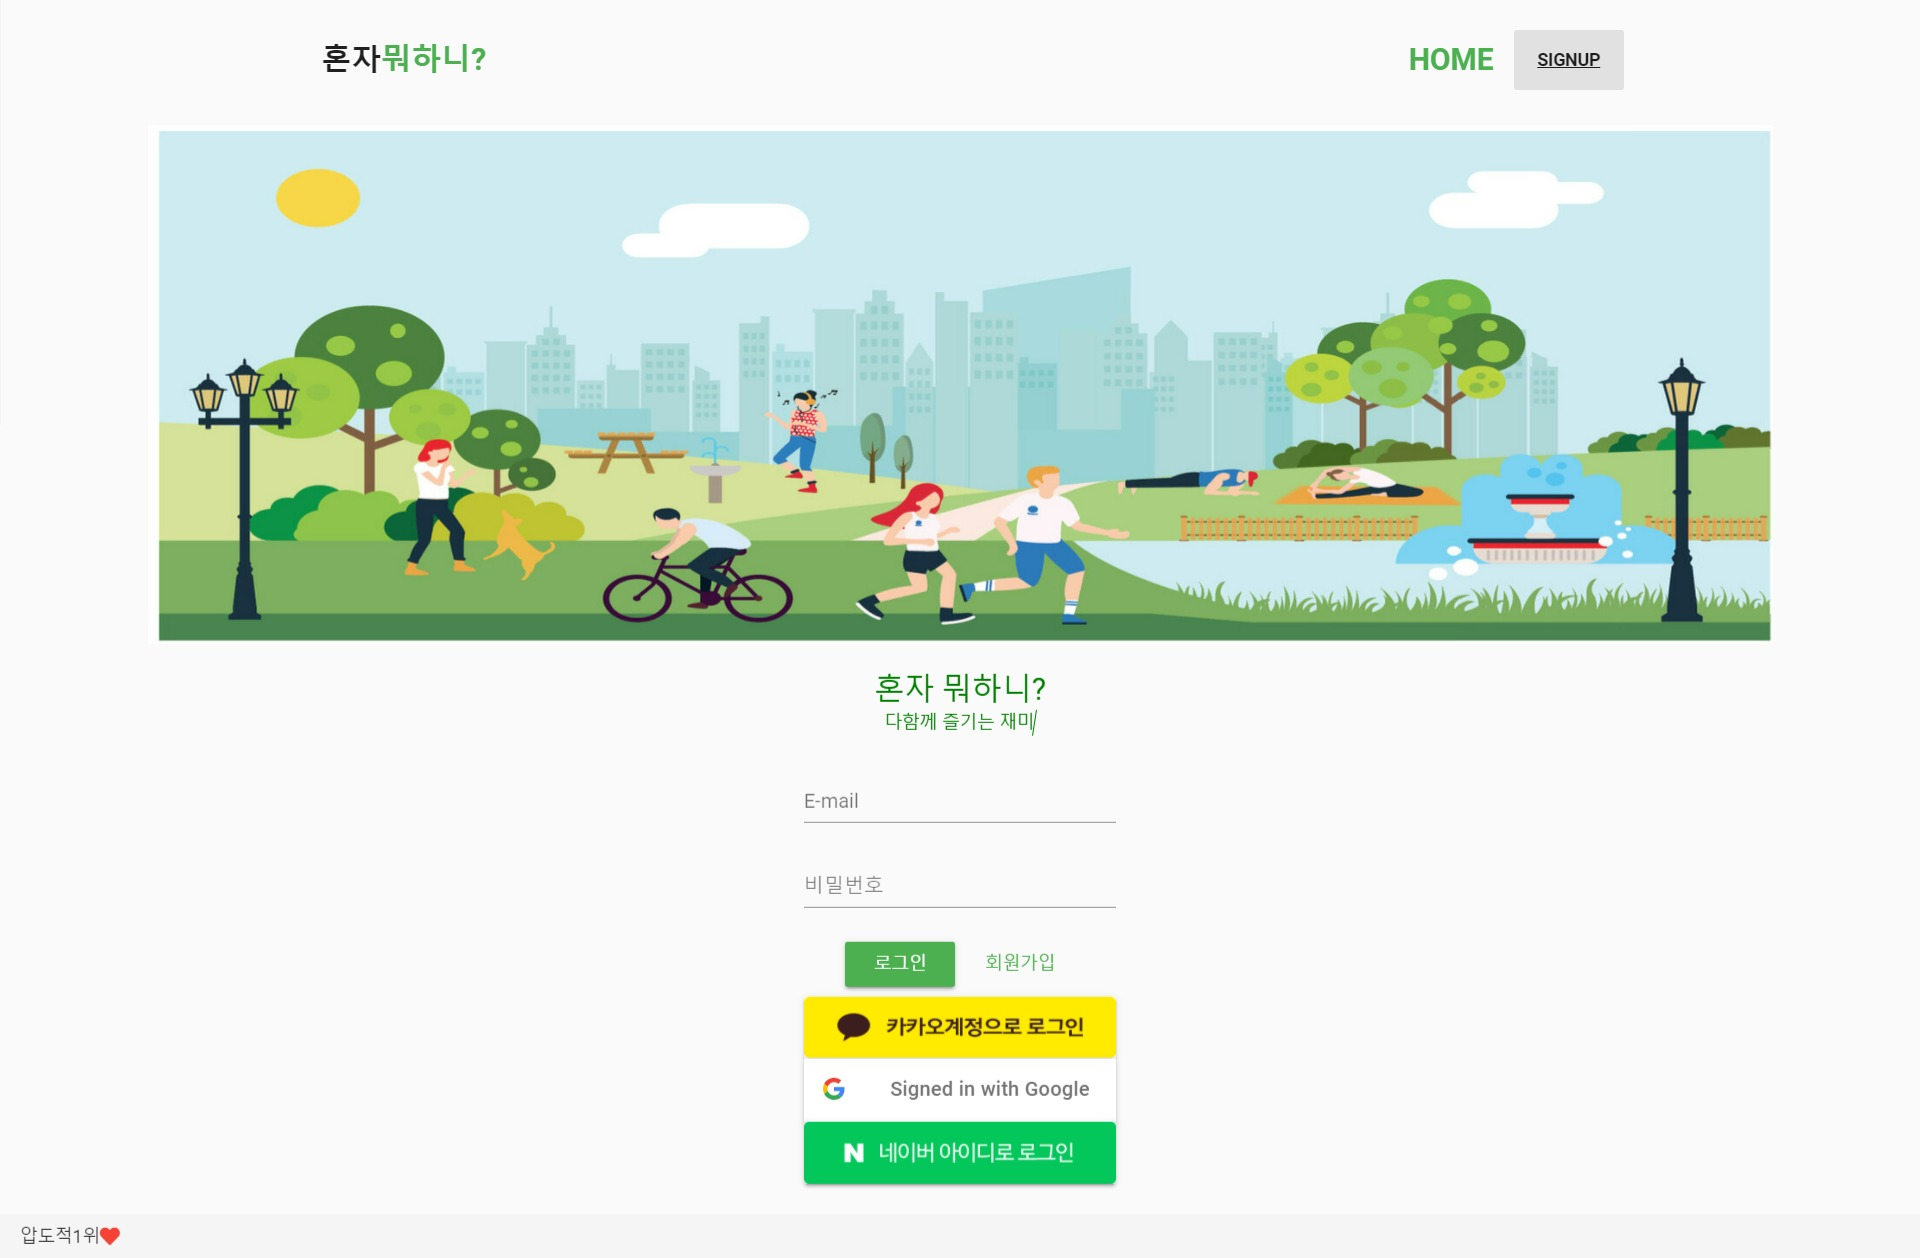 혼자뭐하니?
HOME
SIGNUP
혼자 뭐하니?
다함께 즐기는 재미
E-mail
비밀번호
로그인 회원가입
카카오계정으로 로그인
Signed in with Google
네이버 아이디로 로그인
압도적1위